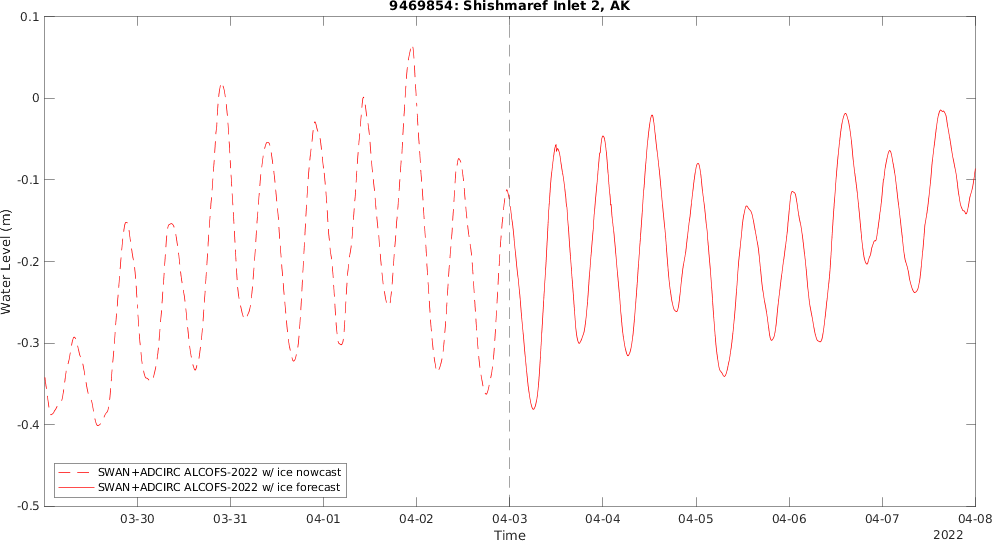 9469854: Shishmaref Inlet 2, AK
0.1
0
-0.1
-0.2
-0.3
-0.4
-0.5
Water Level (m)
SWAN+ADCIRC ALCOFS-2022 w/ ice nowcast
SWAN+ADCIRC ALCOFS-2022 w/ ice forecast
03-30 03-31 04-01 04-02 04-03 04-04 04-05 04-06 04-07 04-08
Time
2022